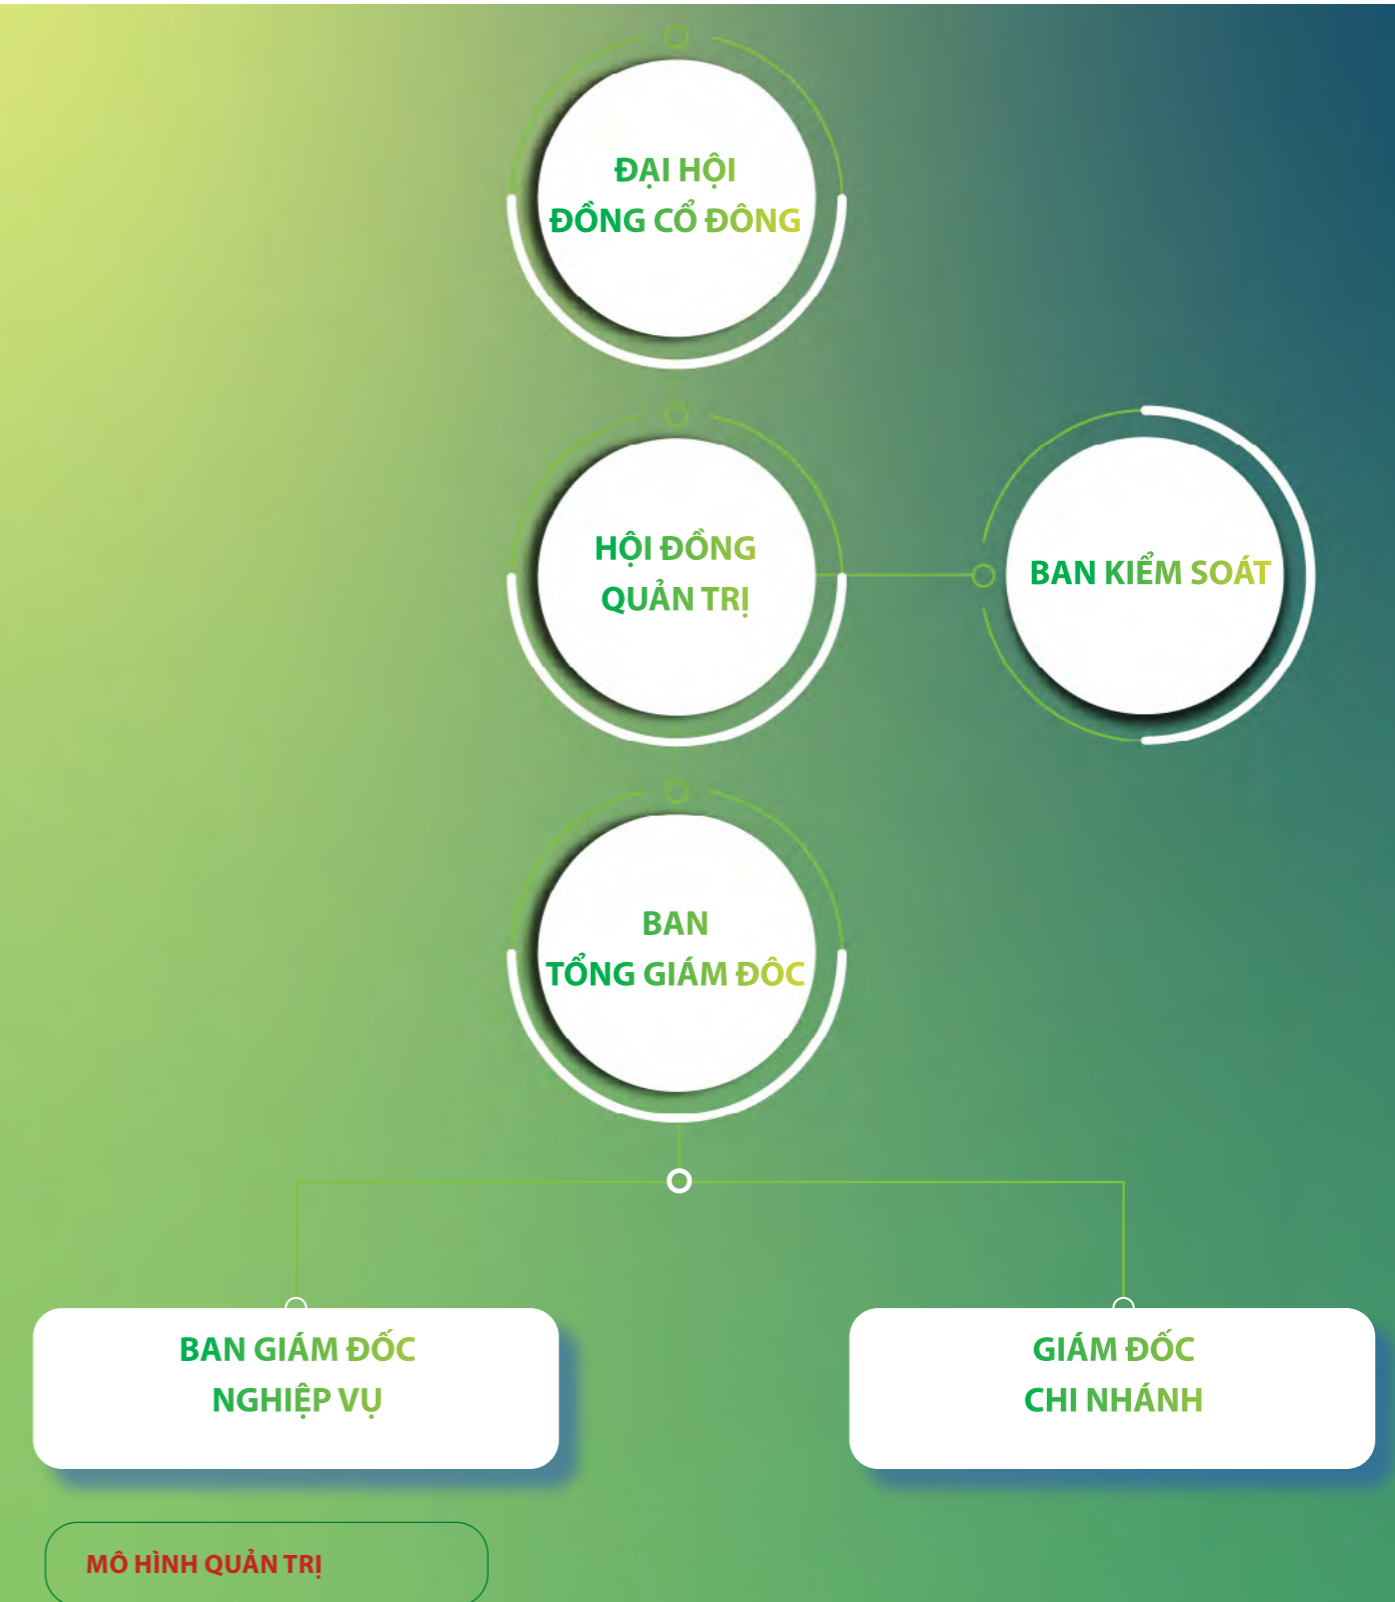 ĐẠI HỘI
ĐỒNG CỔ ĐÔNG
HỘI ĐỒNG
QUẢN TRỊ
BAN KIỂM SOÁT
BAN
TỔNG GIÁM ĐÔC
BAN GIÁM ĐỐC
NGHIỆP VỤ
GIÁM ĐỐC
CHI NHÁNH
MÔ HÌNH QUẢN TRỊ